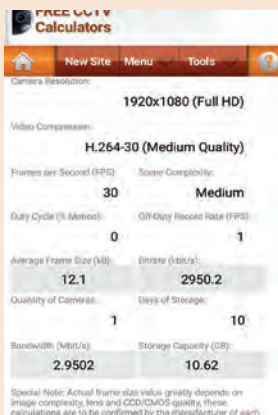 FREE CCTV
Calculators
New Site Menu Tools ?
Camera Resolution:
1920x1080 (Full HD)
Video Compression:
H.264-30 (Medium Quality)
Frames per Second (FPS) Scene Complexity:
30 Medium
Duty Cycle (% Motion): Off-Duty Record Rate (FPS):
0 1
Average Frame Size (kB): Bitrate (kbit/s):
12.1 2950.2
Quantity of Cameras: Days of Storage:
1 10
Bandwidth (Mbit/s): Storage Capacity (GB):
2.9502 10.62
Special Note: Actual frame size value greatly depends on
image complexity, lens and CCD/CMOS quality, these
calculations are to be confirmed by the manufacturer of each